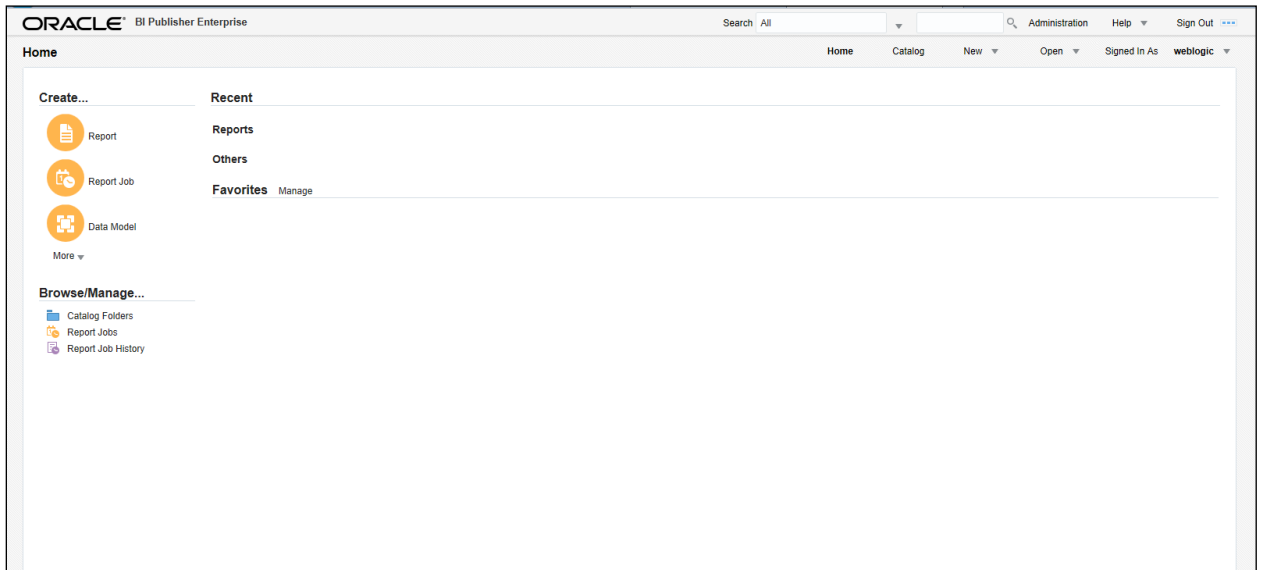 ORACLE BI Publisher Enterprise Search All Administration Help Sign Out
Home Home Catalog New Open Signed In As weblogic
Create...
Report
Report Job
Data Model
More
Browse/Manage...
Catalog Folders
Report Jobs
Report Job History
Recent
Reports
Others
Favorites Manage